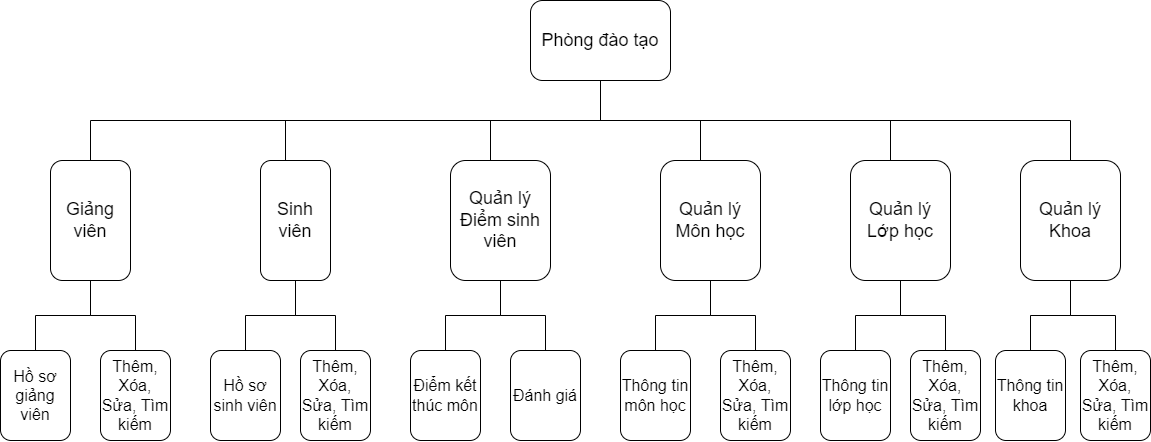 Phòng đào tạo
Giảng
viên
Sinh
viên
Quản lý
Điểm sinh
viên
Quản lý
Môn học
Quản lý
Lớp học
Quản lý
Khoa
Hồ sơ
giảng
viên
Thêm,
Xóa,
Sửa, Tìm
kiếm
Hồ sơ
sinh viên
Thêm,
Xóa,
Sửa, Tìm
kiếm
Điểm kết
thúc môn
Đánh giá
Thông tin
môn học
Thêm,
Xóa,
Sửa, Tìm
kiếm
Thông tin
lớp học
Thêm,
Xóa,
Sửa, Tìm
kiếm
Thông tin
khoa
Thêm,
Xóa,
Sửa, Tìm
kiếm